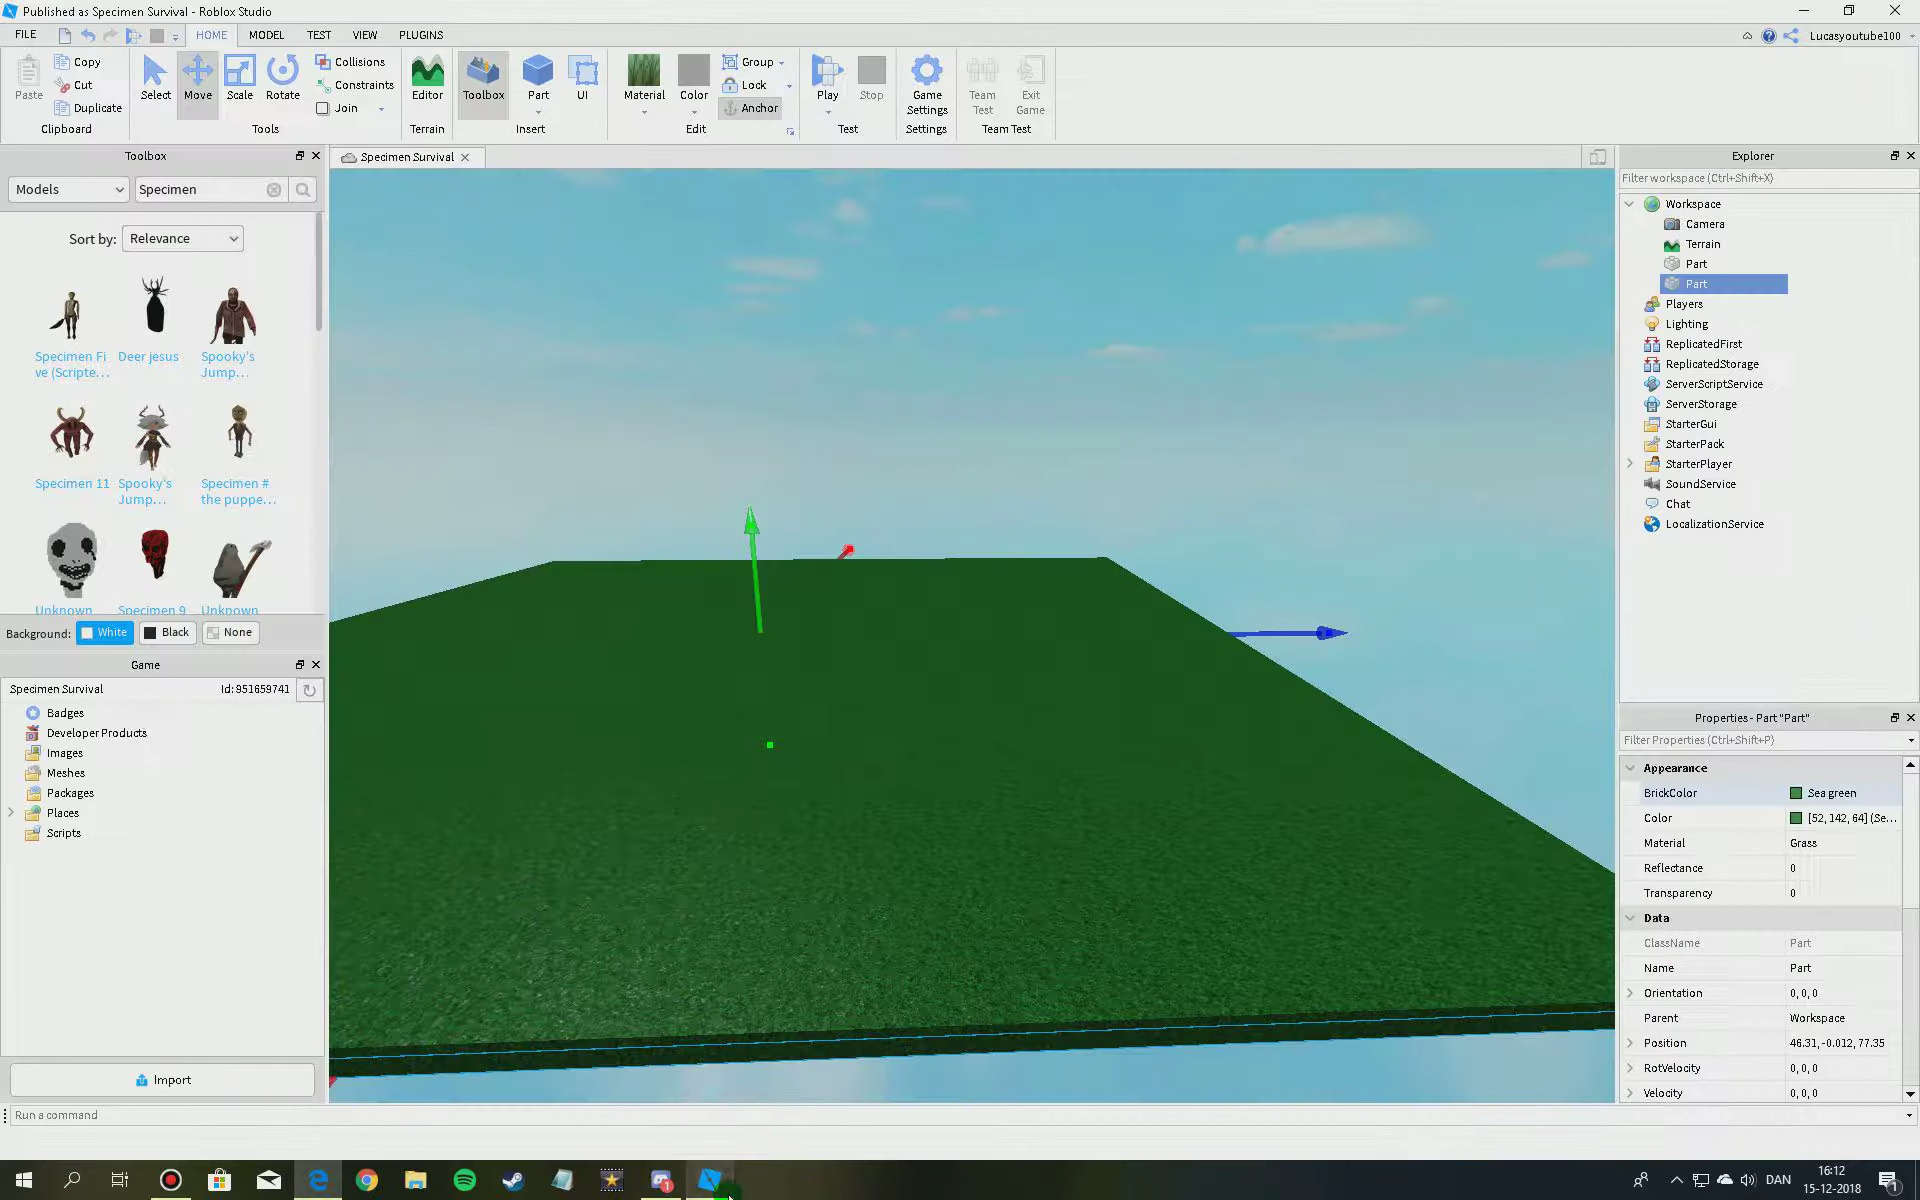 Published as Specimen Survival - Roblox Studio
FILE HOME MODEL TEST VIEW PLUGINS
Lucasyoutube100
Paste
Copy
Cut
Duplicate
Clipboard
Select
Move
Scale
Rotate
Collisions
Constraints
Join
Tools
Editor
Terrain
Toolbox
Part
UI
Insert
Material
Color
Group
Lock
Anchor
Edit
Play
Stop
Test
Game
Settings
Settings
Team
Test
Exit
Game
Team Test
Toolbox
Models
Specimen
Sort by: Relevance
Specimen Fi
ve (Scripte...
Deer jesus
Spooky's
Jump...
Specimen 11
Spooky's
Jump...
Specimen #
the puppe...
Unknown
Specimen 9
Unknown
Background: White Black None
Game
Specimen Survival Id: 951659741
Badges
Developer Products
Images
Meshes
Packages
Places
Scripts
Import
Run a command
Specimen Survival
Explorer
Filter workspace (Ctrl+Shift+X)
Workspace
Camera
Terrain
Part
Part
Players
Lighting
ReplicatedFirst
ReplicatedStorage
ServerScriptService
ServerStorage
StarterGui
StarterPack
StarterPlayer
SoundService
Chat
LocalizationService
Properties - Part "Part"
Filter Properties (Ctrl+Shift+P)
Appearance
BrickColor Sea green
Color [52, 142, 64] (Se...
Material Grass
Reflectance 0
Transparency 0
Data
ClassName Part
Name Part
Orientation 0, 0, 0
Parent Workspace
Position 46.31, -0.012, 77.35
RotVelocity 0, 0, 0
Velocity 0, 0, 0
1
DAN
16:12
15-12-2018
1